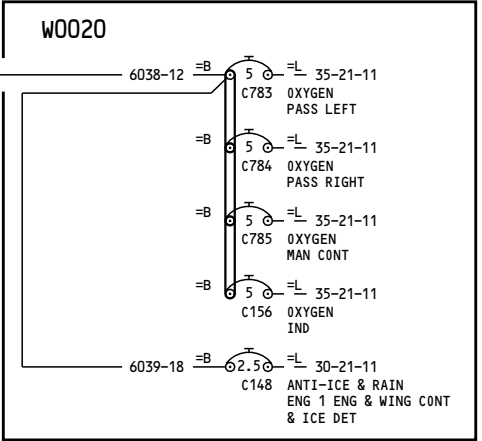 W0020
6038-12 =B 5 =L 35-21-11
C783 OXYGEN
PASS LEFT
=B 5 =L 35-21-11
C784 OXYGEN
PASS RIGHT
=B 5 =L 35-21-11
C785 OXYGEN
MAN CONT
=B 5 =L 35-21-11
C156 OXYGEN
IND
6039-18 =B 2.5 =L 30-21-11
C148 ANTI-ICE & RAIN
ENG 1 ENG & WING CONT
& ICE DET